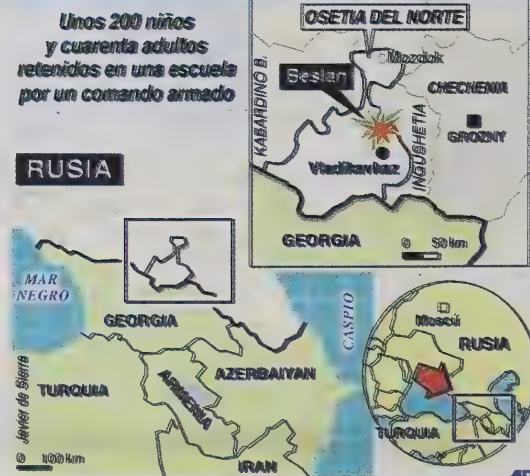 Unos 200 niños
y cuarenta adultos
retenidos en una escuela
por un comando armado
RUSIA
OSETIA DEL NORTE
Mozdok
Beslan
CHECHENIA
KABARDINO B.
INGUSHETIA
GROZNY
Vladikavkaz
GEORGIA
0 50 km
MAR
NEGRO
GEORGIA
CASPIO
TURQUIA
ARMENIA
AZERBAIYAN
IRAN
Javier de Sierra
0 100 km
Moscú
RUSIA
TURQUIA